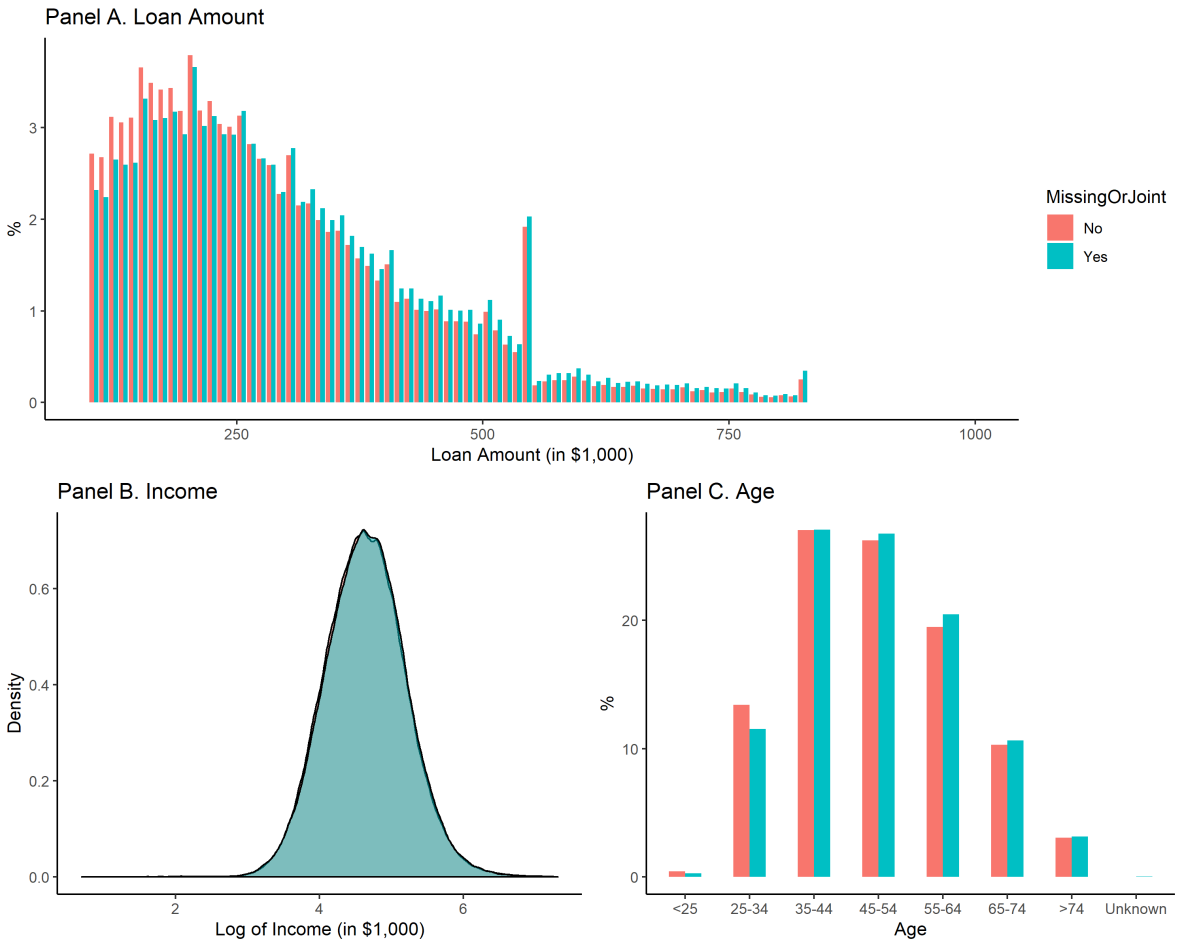 Panel A. Loan Amount
%
3
2
1
0
250 500 750 1000
Loan Amount (in $1,000)
MissingOrJoint
No
Yes
Panel B. Income
Density
0.6
0.4
0.2
0.0
2 4 6
Log of Income (in $1,000)
Panel C. Age
%
20
10
0
<25 25-34 35-44 45-54 55-64 65-74 >74 Unknown
Age